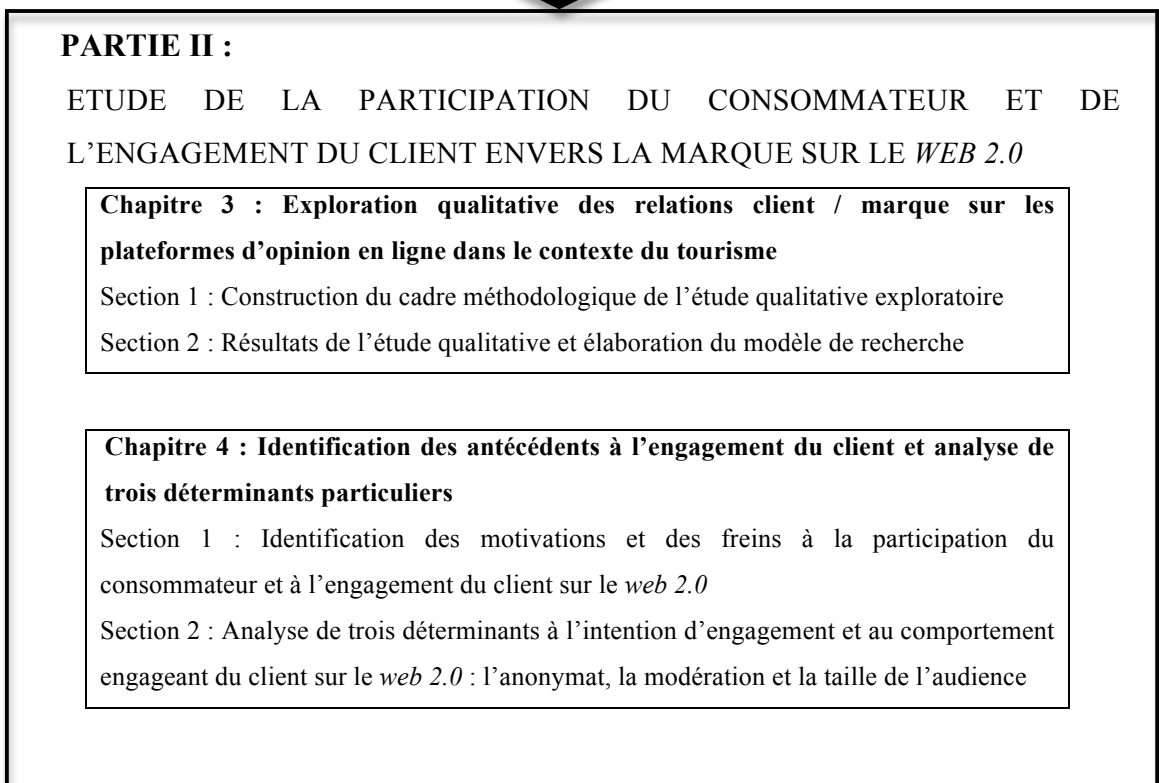 PARTIE II :
ETUDE DE LA PARTICIPATION DU CONSOMMATEUR ET DE
L’ENGAGEMENT DU CLIENT ENVERS LA MARQUE SUR LE WEB 2.0
Chapitre 3 : Exploration qualitative des relations client / marque sur les
plateformes d’opinion en ligne dans le contexte du tourisme
Section 1 : Construction du cadre méthodologique de l’étude qualitative exploratoire
Section 2 : Résultats de l’étude qualitative et élaboration du modèle de recherche
Chapitre 4 : Identification des antécédents à l’engagement du client et analyse de
trois déterminants particuliers
Section 1 : Identification des motivations et des freins à la participation du
consommateur et à l’engagement du client sur le web 2.0
Section 2 : Analyse de trois déterminants à l’intention d’engagement et au comportement
engageant du client sur le web 2.0 : l’anonymat, la modération et la taille de l’audience